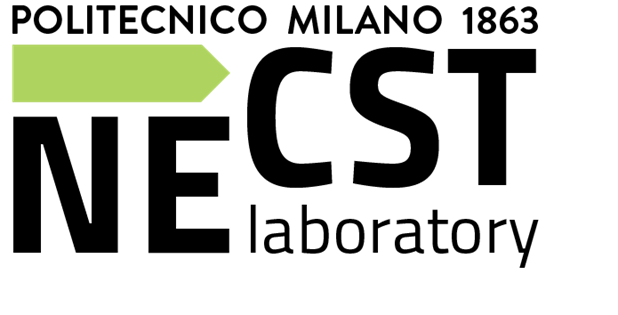 POLITECNICO MILANO 1863
NECST
laboratory